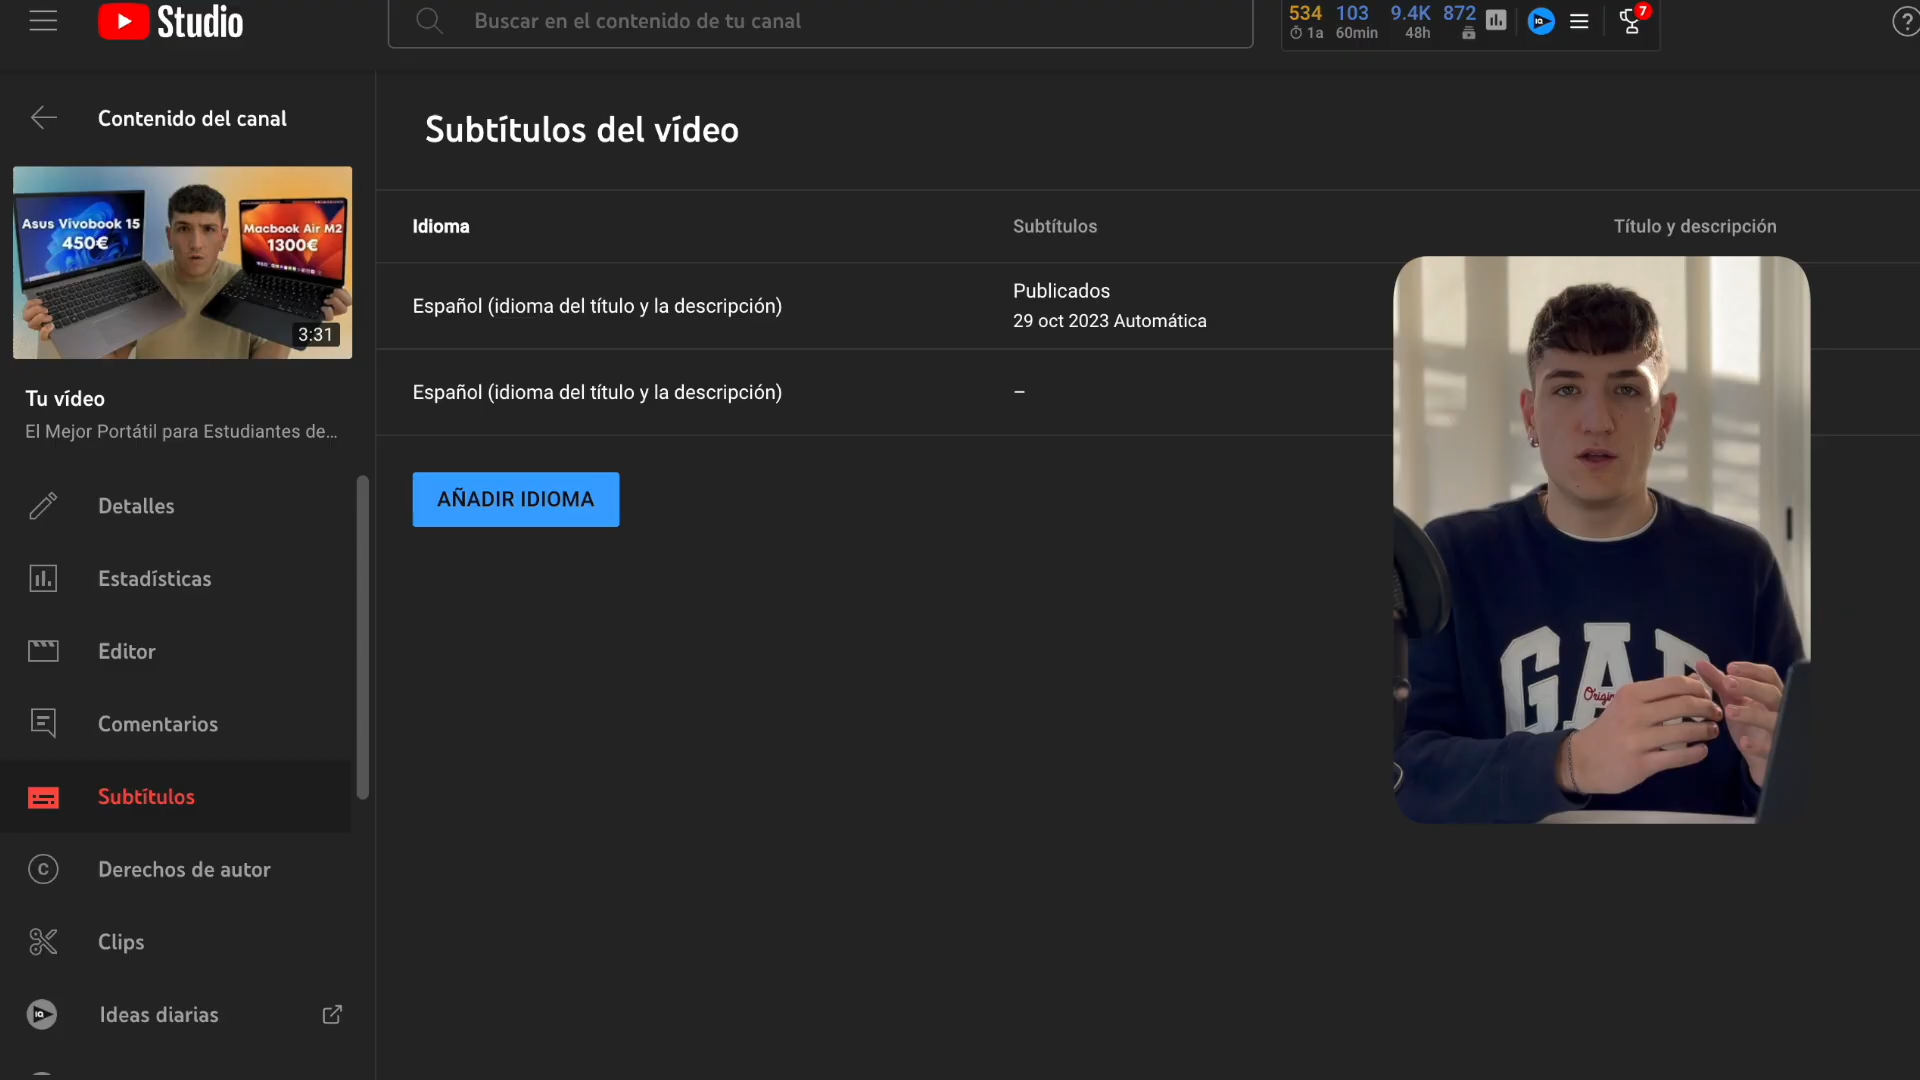 Studio
Buscar en el contenido de tu canal
534 103 9.4K 872
1a 60min 48h
7
?
Contenido del canal
Asus Vivobook 15
450€
Macbook Air M2
1300€
3:31
Tu vídeo
El Mejor Portátil para Estudiantes de...
Detalles
Estadísticas
Editor
Comentarios
Subtítulos
Derechos de autor
Clips
Ideas diarias
Subtítulos del vídeo
Idioma Subtítulos Título y descripción
Español (idioma del título y la descripción)
Publicados
29 oct 2023 Automática
Español (idioma del título y la descripción) –
AÑADIR IDIOMA
GAP